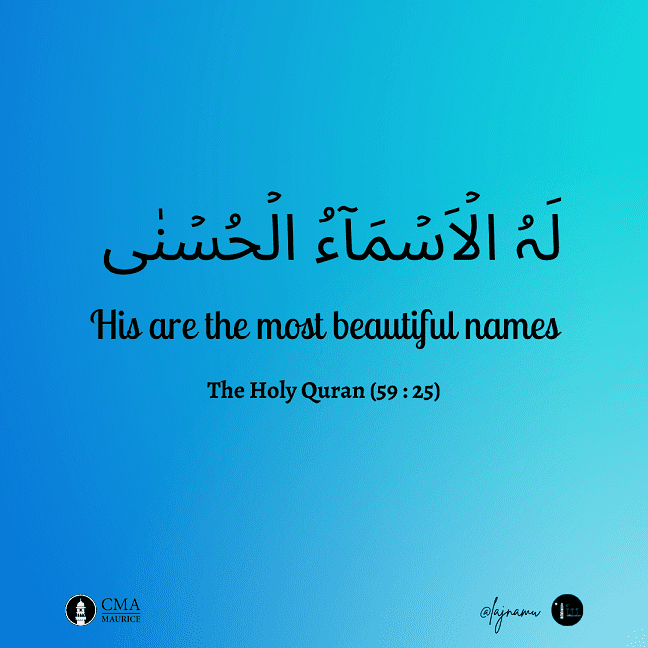 لَہُ الۡاَسۡمَآءُ الۡحُسۡنٰی
His are the most beautiful names
The Holy Quran (59 : 25)
CMA
MAURICE
@lajnamu